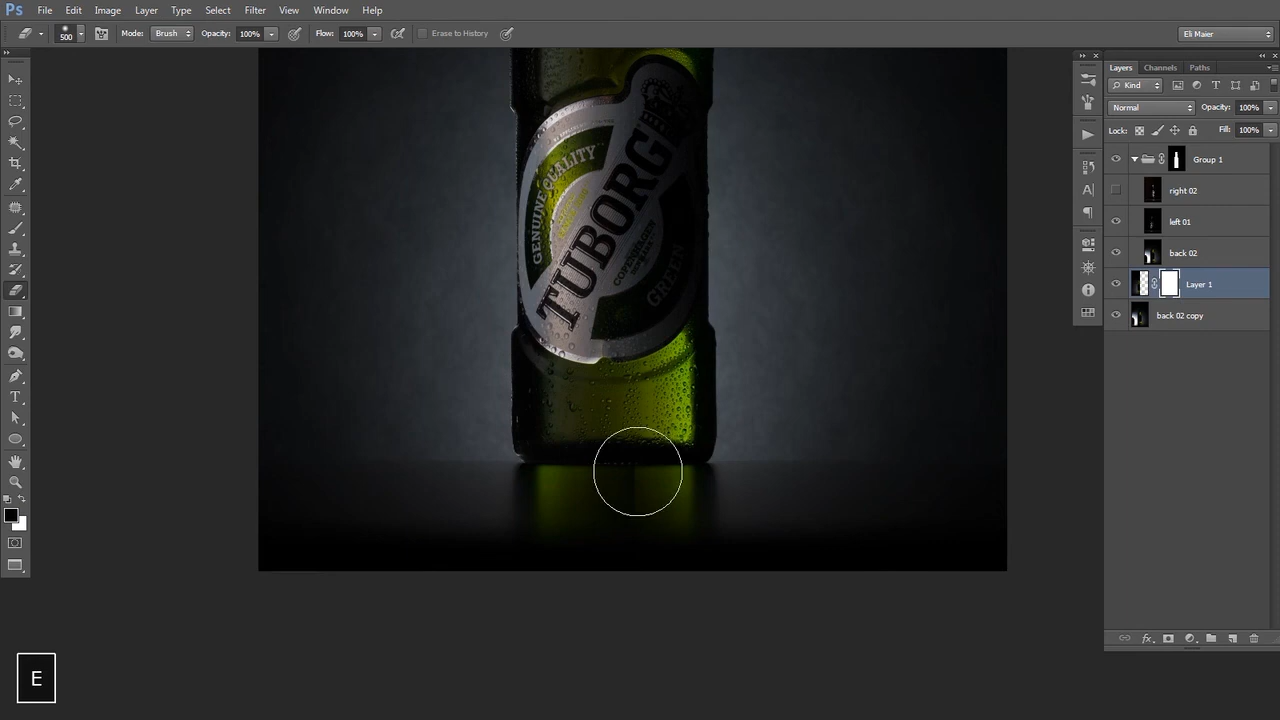 Ps File Edit Image Layer Type Select Filter View Window Help
500 Mode: Brush Opacity: 100% Flow: 100% Erase to History Eli Maier
Layers Channels Paths
Kind
Normal Opacity: 100%
Lock: Fill: 100%
Group 1
right 02
left 01
back 02
Layer 1
back 02 copy
GENUINE QUALITY
TUBORG
COPENHAGEN
GREEN
E